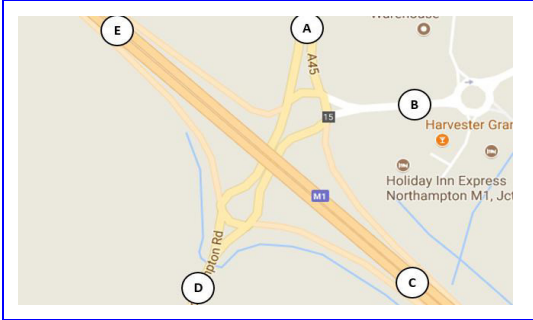 Warehouse
E
A
A45
B
15
Harvester Gra
Holiday Inn Express
Northampton M1, Jct
M1
pton Rd
C
D